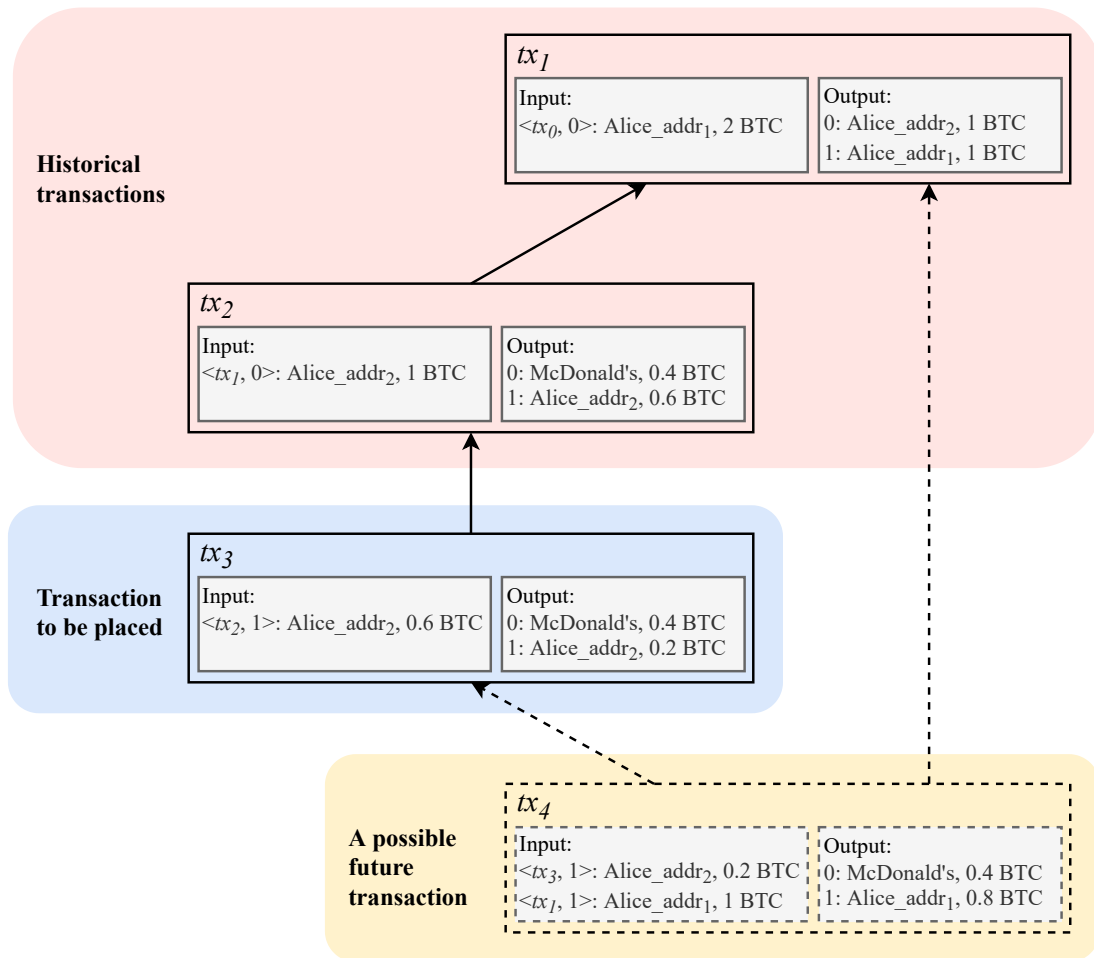 tx1
Input:
<tx0, 0>: Alice_addr1, 2 BTC
Output:
0: Alice_addr2, 1 BTC
1: Alice_addr1, 1 BTC
Historical
transactions
tx2
Input:
<tx1, 0>: Alice_addr2, 1 BTC
Output:
0: McDonald's, 0.4 BTC
1: Alice_addr2, 0.6 BTC
Transaction
to be placed
tx3
Input:
<tx2, 1>: Alice_addr2, 0.6 BTC
Output:
0: McDonald's, 0.4 BTC
1: Alice_addr2, 0.2 BTC
A possible
future
transaction
tx4
Input:
<tx3, 1>: Alice_addr2, 0.2 BTC
<tx1, 1>: Alice_addr1, 1 BTC
Output:
0: McDonald's, 0.4 BTC
1: Alice_addr1, 0.8 BTC